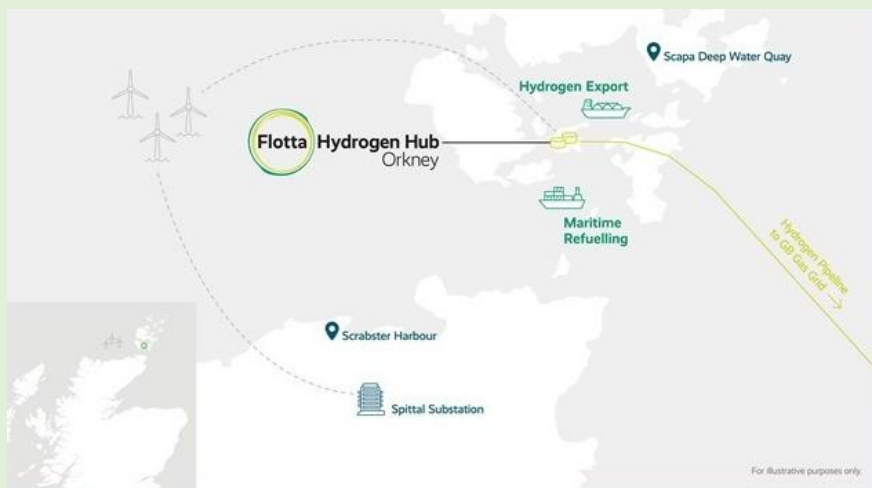 Scapa Deep Water Quay
Hydrogen Export
Flotta Hydrogen Hub
Orkney
Maritime
Refuelling
Hydrogen Pipeline
to GB Gas Grid
Scrabster Harbour
Spittal Substation
For illustrative purposes only.